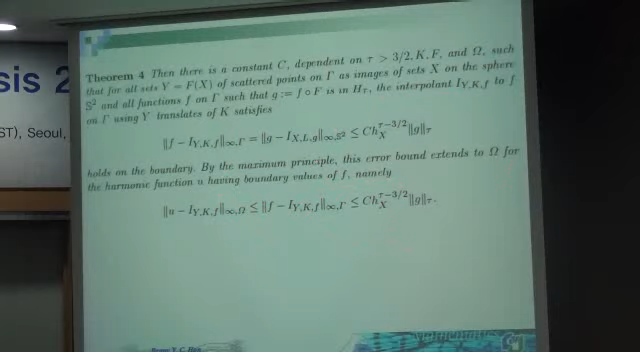 sis 2
ST), Seoul,
Theorem 4 Then there is a constant C, dependent on τ > 3/2, K, F, and Ω, such
that for all sets Y = F(X) of scattered points on Γ as images of sets X on the sphere
𝕊² and all functions f on Γ such that g := f ∘ F is in H_τ, the interpolant I_{Y,K,f} to f
on Γ using Y translates of K satisfies
‖f − I_{Y,K,f}‖_{∞,Γ} = ‖g − I_{X,L,g}‖_{∞,𝕊²} ≤ Ch_X^{τ−3/2}‖g‖_τ
holds on the boundary. By the maximum principle, this error bound extends to Ω for
the harmonic function u having boundary values of f, namely
‖u − I_{Y,K,f}‖_{∞,Ω} ≤ ‖f − I_{Y,K,f}‖_{∞,Γ} ≤ Ch_X^{τ−3/2}‖g‖_τ.
Mathematics